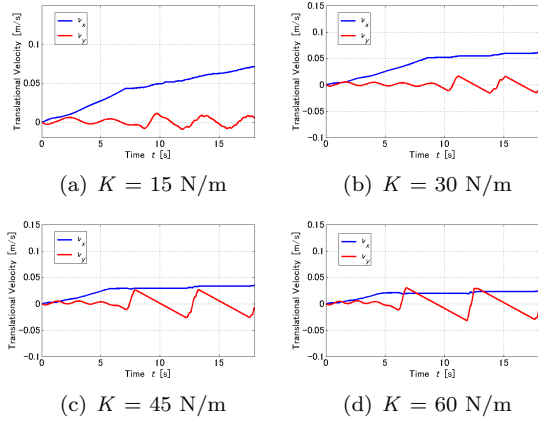 Translational Velocity [m/s]
0.1
0.05
0
v_x
v_y
0 5 10 15
Time t [s]
(a) K = 15 N/m
Translational Velocity [m/s]
0.15
0.1
0.05
0
−0.05
−0.1
v_x
v_y
0 5 10 15
Time t [s]
(b) K = 30 N/m
Translational Velocity [m/s]
0.15
0.1
0.05
0
−0.05
−0.1
v_x
v_y
0 5 10 15
Time t [s]
(c) K = 45 N/m
Translational Velocity [m/s]
0.15
0.1
0.05
0
−0.05
−0.1
v_x
v_y
0 5 10 15
Time t [s]
(d) K = 60 N/m